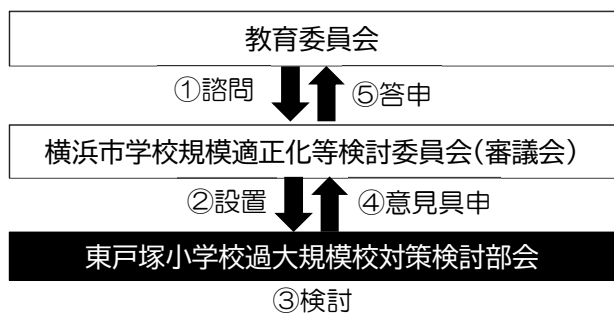 教育委員会
①諮問 ⑤答申
横浜市学校規模適正化等検討委員会(審議会)
②設置 ④意見具申
東戸塚小学校過大規模校対策検討部会
③検討